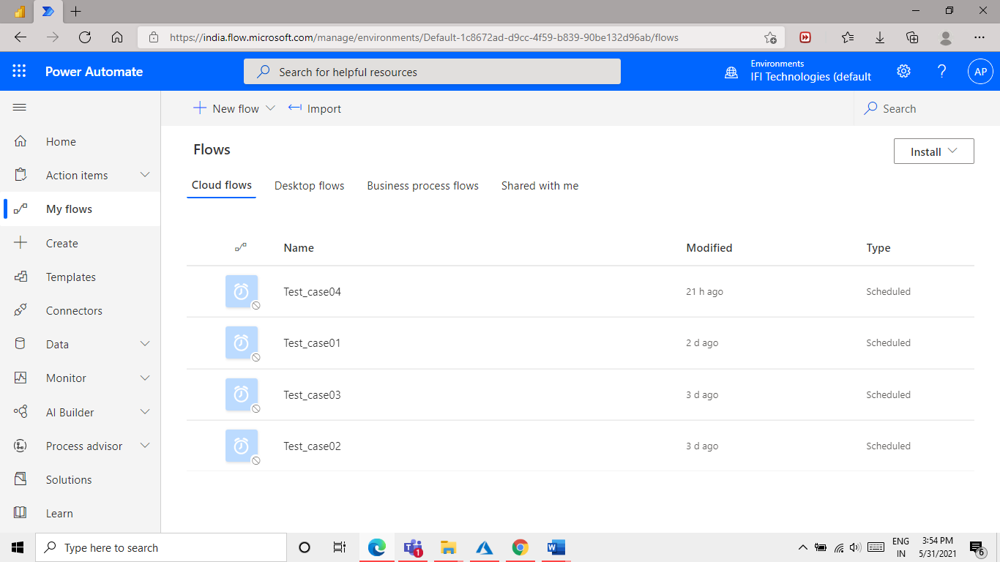 https://india.flow.microsoft.com/manage/environments/Default-1c8672ad-d9cc-4f59-b839-90be132d96ab/flows
Power Automate
Search for helpful resources
Environments
IFI Technologies (default
?
AP
New flow
Import
Search
Home
Action items
My flows
Create
Templates
Connectors
Data
Monitor
AI Builder
Process advisor
Solutions
Learn
Flows
Install
Cloud flows
Desktop flows
Business process flows
Shared with me
Name
Modified
Type
Test_case04
21 h ago
Scheduled
Test_case01
2 d ago
Scheduled
Test_case03
3 d ago
Scheduled
Test_case02
3 d ago
Scheduled
Type here to search
1
ENG
IN
3:54 PM
5/31/2021
6